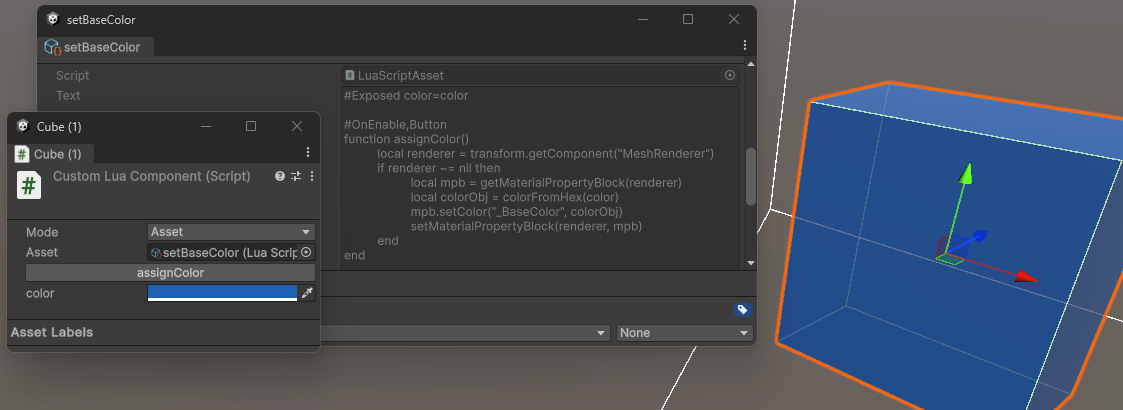 setBaseColor
setBaseColor
Script
LuaScriptAsset
Text
#Exposed color=color
#OnEnable,Button
function assignColor()
local renderer = transform.getComponent("MeshRenderer")
if renderer ~= nil then
local mpb = getMaterialPropertyBlock(renderer)
local colorObj = colorFromHex(color)
mpb.setColor("_BaseColor", colorObj)
setMaterialPropertyBlock(renderer, mpb)
end
end
None
Cube (1)
# Cube (1)
# Custom Lua Component (Script)
Mode
Asset
Asset
setBaseColor (Lua Scrip
assignColor
color
Asset Labels